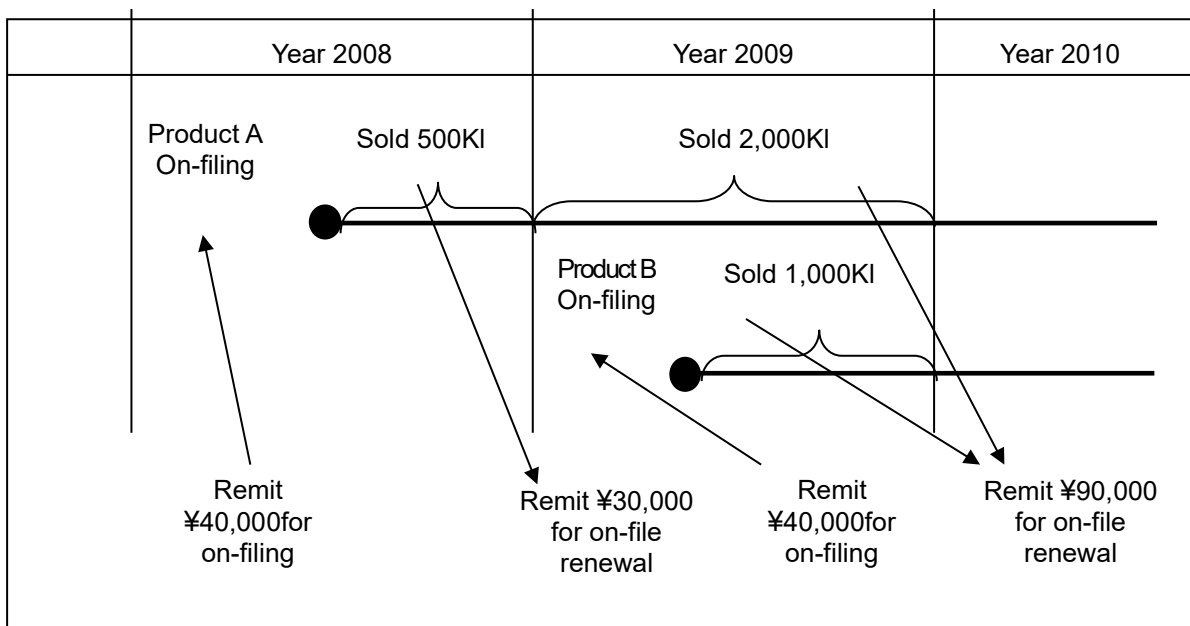 Year 2008
Year 2009
Year 2010
Product A
On-filing
Sold 500Kl
Sold 2,000Kl
Product B
On-filing
Sold 1,000Kl
Remit
¥40,000for
on-filing
Remit ¥30,000
for on-file
renewal
Remit
¥40,000for
on-filing
Remit ¥90,000
for on-file
renewal